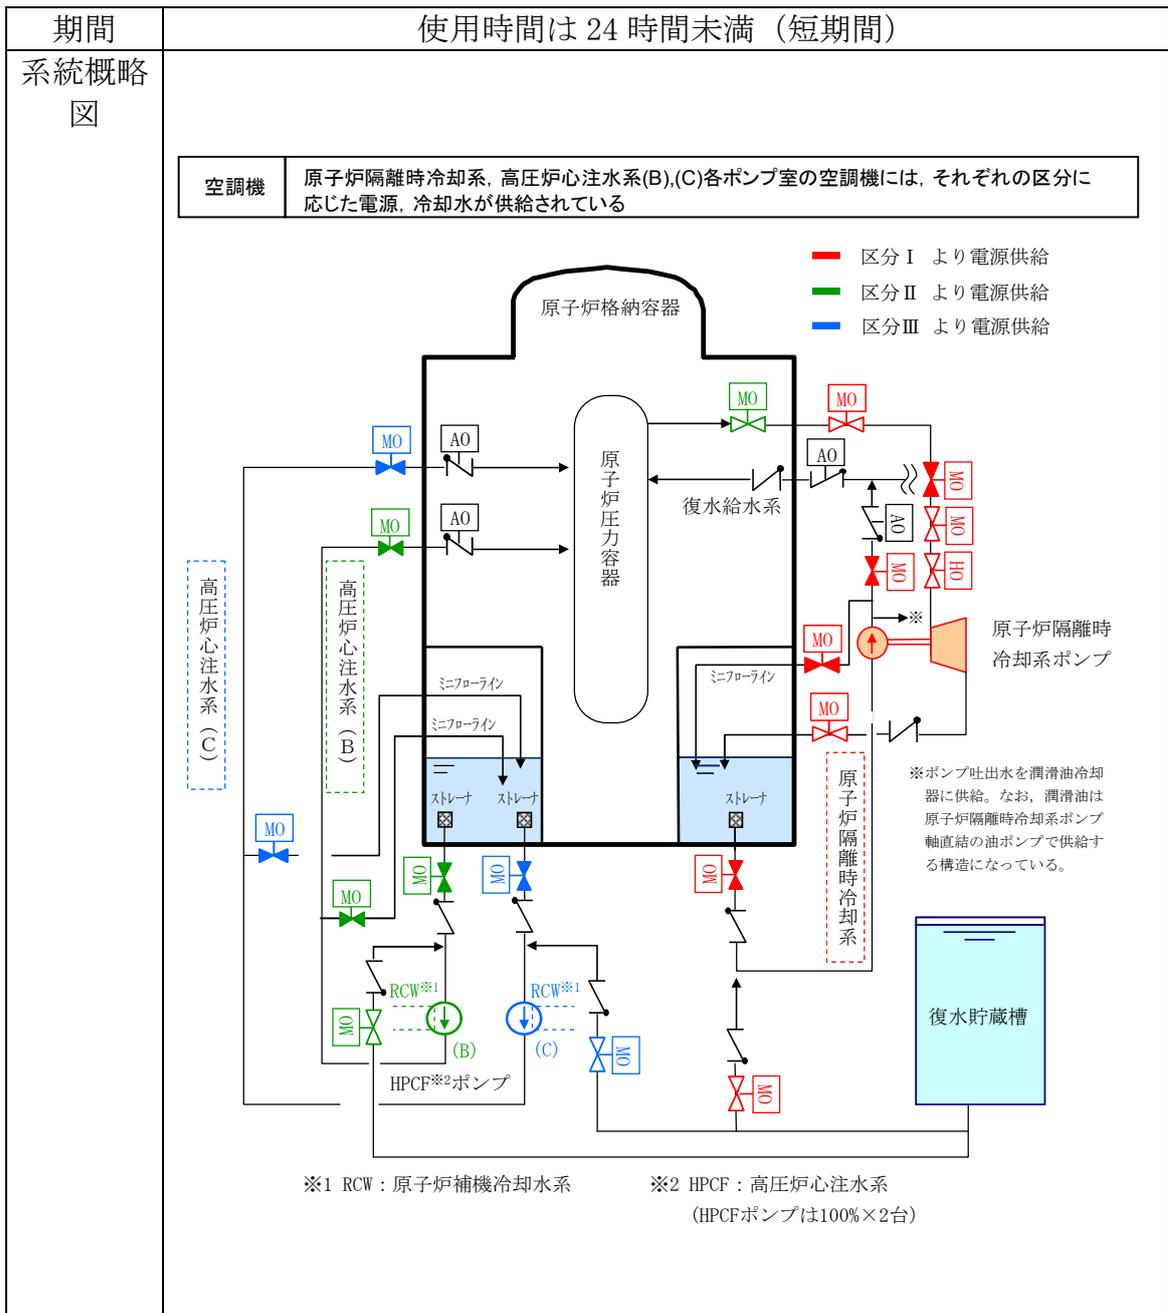 期間
使用時間は 24 時間未満（短期間）
系統概略
図
空調機
原子炉隔離時冷却系，高圧炉心注水系(B),(C)各ポンプ室の空調機には，それぞれの区分に
応じた電源，冷却水が供給されている
区分Ⅰ より電源供給
区分Ⅱ より電源供給
区分Ⅲ より電源供給
原子炉格納容器
MO
MO
MO
AO
AO
原子炉圧力容器
復水給水系
MO
AO
MO
MO
AO
MO
HO
MO
高圧炉心注水系（C）
高圧炉心注水系（B）
※
原子炉隔離時
冷却系ポンプ
MO
ミニフローライン
ミニフローライン
ミニフローライン
MO
ストレーナ
ストレーナ
ストレーナ
原子炉隔離時冷却系
※ポンプ吐出水を潤滑油冷却
器に供給。なお，潤滑油は
原子炉隔離時冷却系ポンプ
軸直結の油ポンプで供給す
る構造になっている。
MO
MO
MO
MO
MO
RCW※1
RCW※1
MO
(B)
(C)
MO
MO
HPCF※2ポンプ
復水貯蔵槽
※1 RCW：原子炉補機冷却水系
※2 HPCF：高圧炉心注水系
(HPCFポンプは100%×2台)